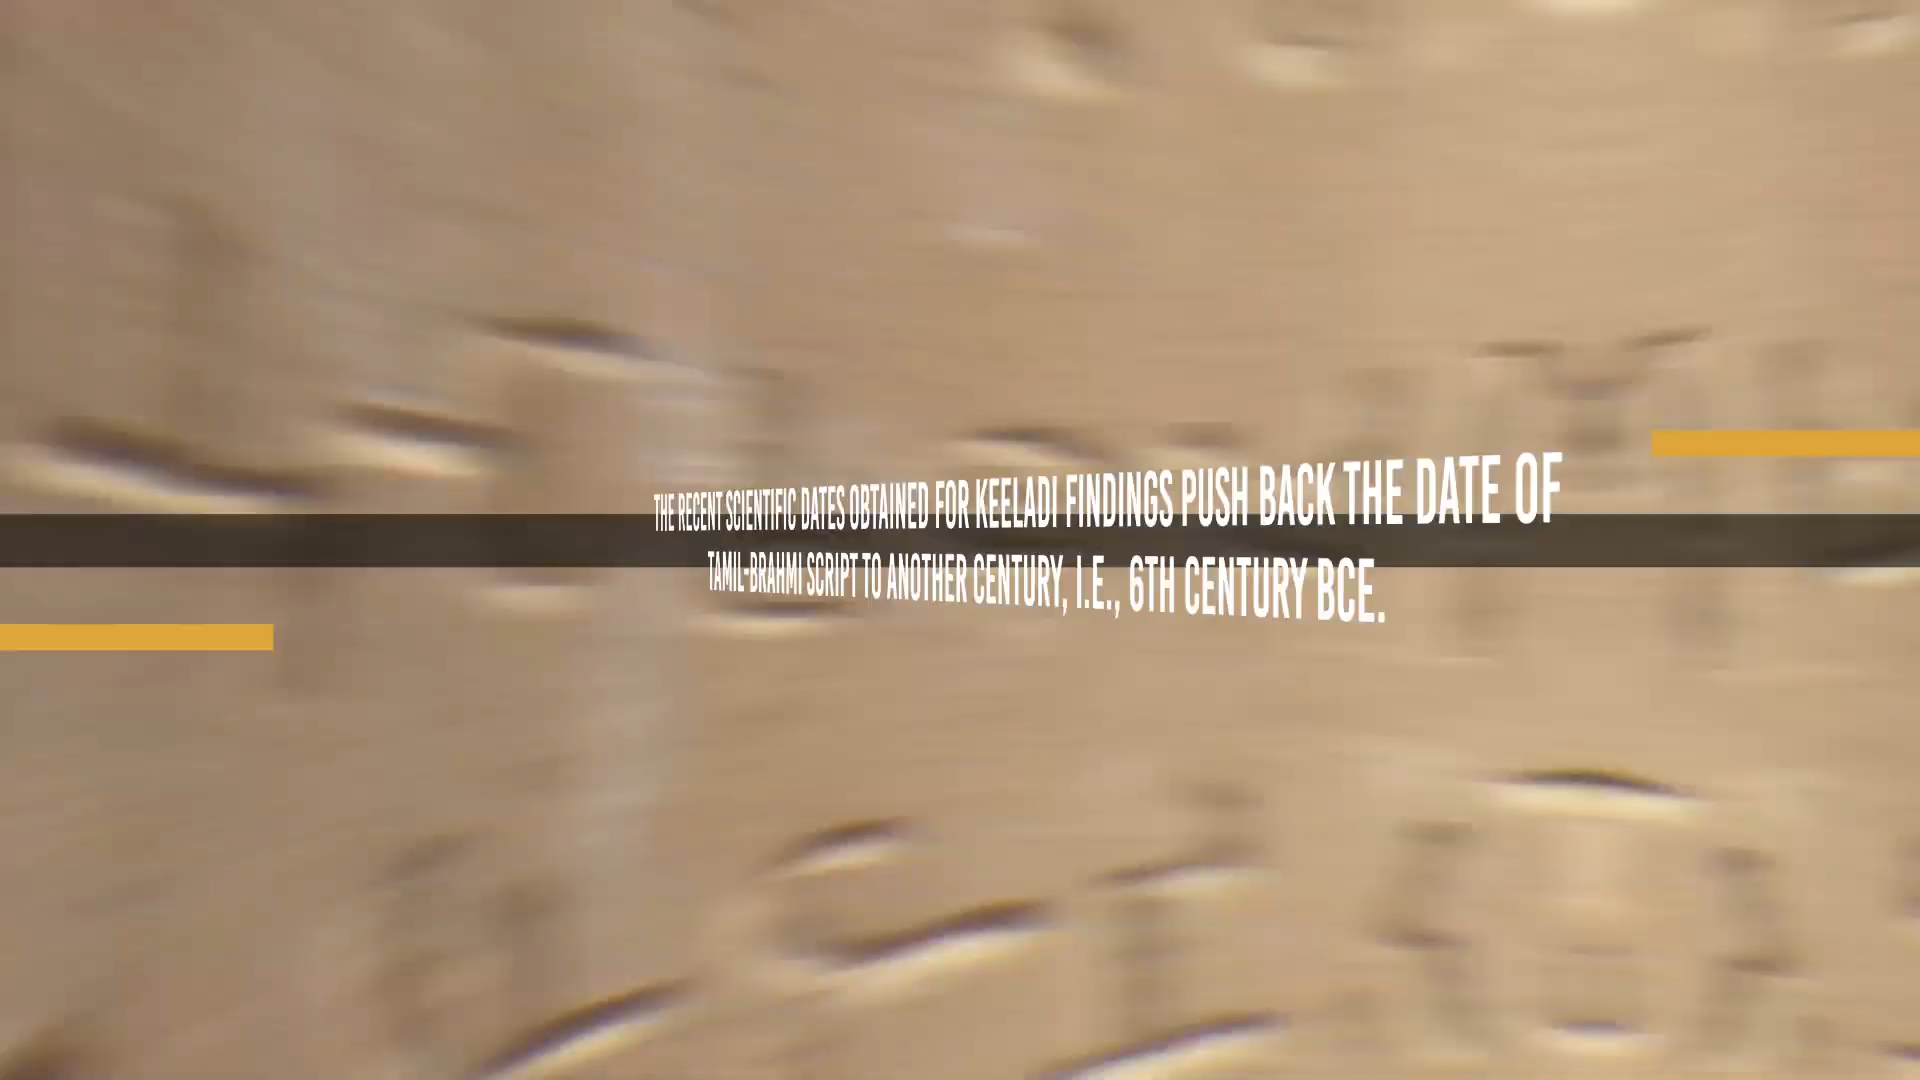 THE RECENT SCIENTIFIC DATES OBTAINED FOR KEELADI FINDINGS PUSH BACK THE DATE OF
TAMIL-BRAHMI SCRIPT TO ANOTHER CENTURY, I.E., 6TH CENTURY BCE.